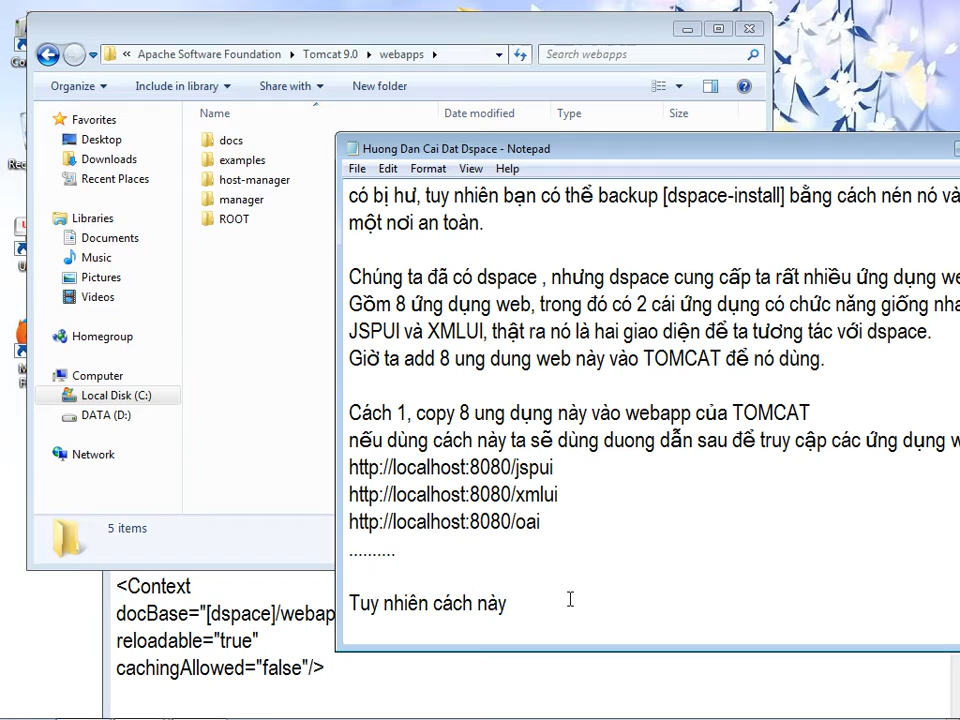 Apache Software Foundation
Tomcat 9.0
webapps
Search webapps
Organize
Include in library
Share with
New folder
Name
Date modified
Type
Size
Favorites
Desktop
Downloads
Recent Places
Libraries
Documents
Music
Pictures
Videos
Homegroup
Computer
Local Disk (C:)
DATA (D:)
Network
docs
examples
host-manager
manager
ROOT
5 items
Huong Dan Cai Dat Dspace - Notepad
File Edit Format View Help
có bị hư, tuy nhiên bạn có thể backup [dspace-install] bằng cách nén nó và
một nơi an toàn.
Chúng ta đã có dspace , nhưng dspace cung cấp ta rất nhiều ứng dụng we
Gồm 8 ứng dụng web, trong đó có 2 cái ứng dụng có chức năng giống nha
JSPUI và XMLUI, thật ra nó là hai giao diện để ta tương tác với dspace.
Giờ ta add 8 ung dung web này vào TOMCAT để nó dùng.
Cách 1, copy 8 ung dụng này vào webapp của TOMCAT
nếu dùng cách này ta sẽ dùng duong dẫn sau để truy cập các ứng dụng w
http://localhost:8080/jspui
http://localhost:8080/xmlui
http://localhost:8080/oai
..........
Tuy nhiên cách này
<Context
docBase="[dspace]/webap
reloadable="true"
cachingAllowed="false"/>